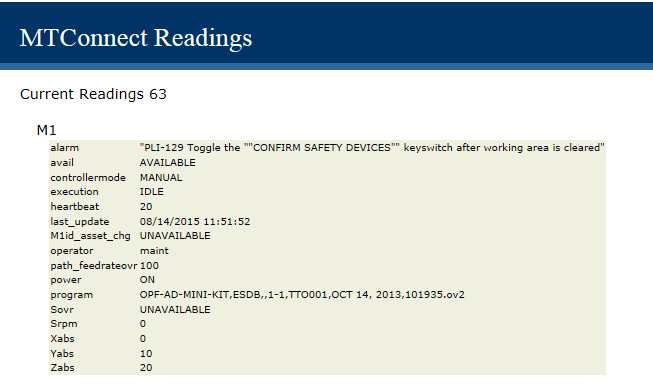 MTConnect Readings
Current Readings 63
M1
alarm "PLI-129 Toggle the ""CONFIRM SAFETY DEVICES"" keyswitch after working area is cleared"
avail AVAILABLE
controllermode MANUAL
execution IDLE
heartbeat 20
last_update 08/14/2015 11:51:52
M1id_asset_chg UNAVAILABLE
operator maint
path_feedrateovr 100
power ON
program OPF-AD-MINI-KIT,ESDB,,1-1,TTO001,OCT 14, 2013,101935.ov2
Sovr UNAVAILABLE
Srpm 0
Xabs 0
Yabs 10
Zabs 20